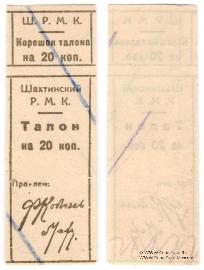 Ш. Р. М. К.
Корешок талона
на 20 коп.
Шахтинский
Р. М. К.
Талон
на 20 коп.
Правлен: